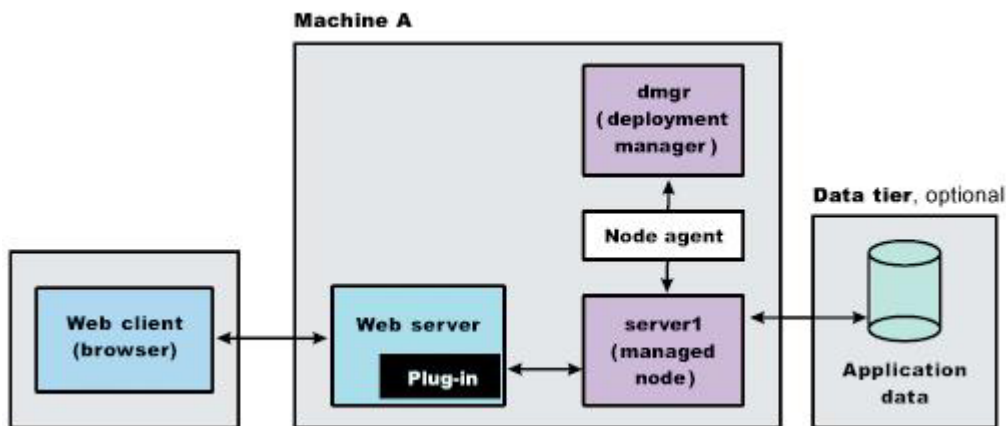 Machine A
dmgr
(deployment
manager)
Data tier, optional
Node agent
Web client
(browser)
Web server
Plug-in
server1
(managed
node)
Application
data